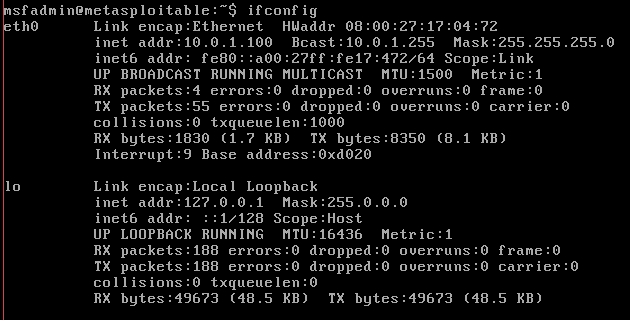 msfadmin@metasploitable:~$ ifconfig
eth0 Link encap:Ethernet HWaddr 08:00:27:17:04:72
inet addr:10.0.1.100 Bcast:10.0.1.255 Mask:255.255.255.0
inet6 addr: fe80::a00:27ff:fe17:472/64 Scope:Link
UP BROADCAST RUNNING MULTICAST MTU:1500 Metric:1
RX packets:4 errors:0 dropped:0 overruns:0 frame:0
TX packets:55 errors:0 dropped:0 overruns:0 carrier:0
collisions:0 txqueuelen:1000
RX bytes:1830 (1.7 KB) TX bytes:8350 (8.1 KB)
Interrupt:9 Base address:0xd020
lo Link encap:Local Loopback
inet addr:127.0.0.1 Mask:255.0.0.0
inet6 addr: ::1/128 Scope:Host
UP LOOPBACK RUNNING MTU:16436 Metric:1
RX packets:188 errors:0 dropped:0 overruns:0 frame:0
TX packets:188 errors:0 dropped:0 overruns:0 carrier:0
collisions:0 txqueuelen:0
RX bytes:49673 (48.5 KB) TX bytes:49673 (48.5 KB)